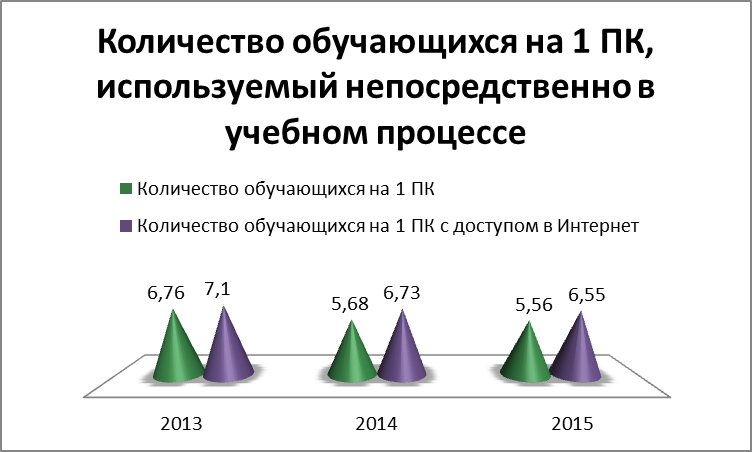 Количество обучающихся на 1 ПК,
используемый непосредственно в
учебном процессе
Количество обучающихся на 1 ПК
Количество обучающихся на 1 ПК с доступом в Интернет
6,76 7,1 5,68 6,73 5,56 6,55
2013 2014 2015